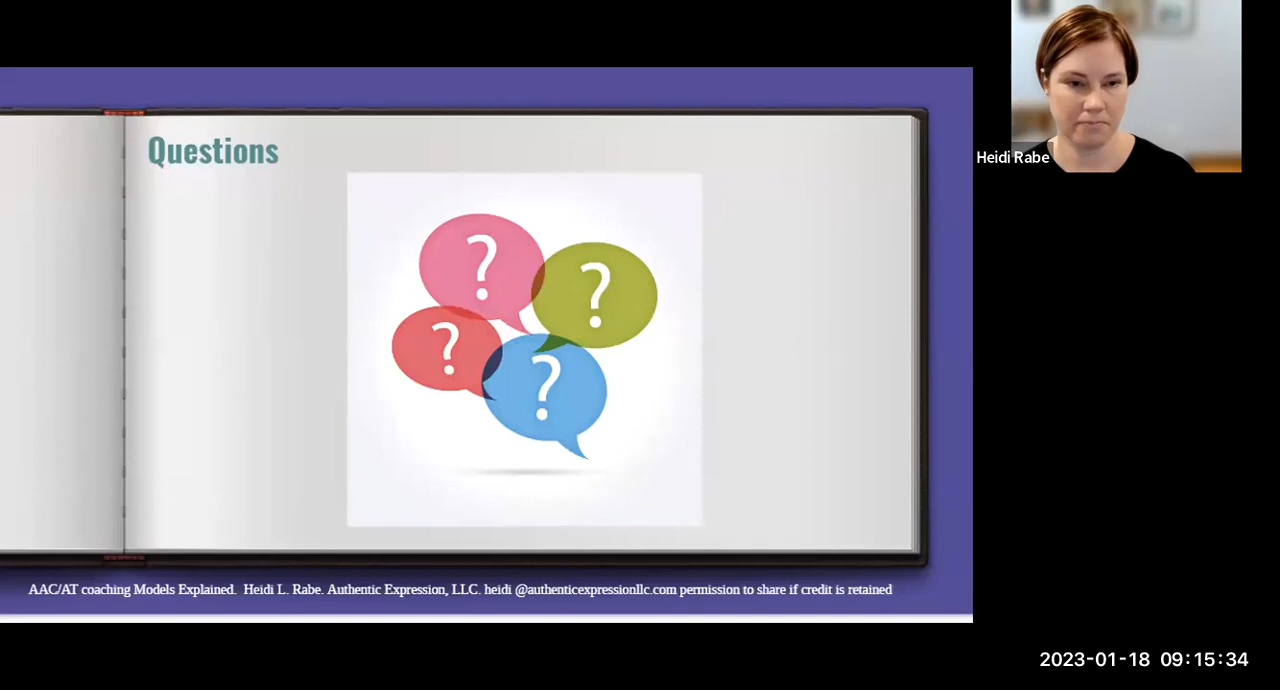 Questions
?
?
?
?
AAC/AT coaching Models Explained.  Heidi L. Rabe. Authentic Expression, LLC. heidi @authenticexpressionllc.com permission to share if credit is retained
Heidi Rabe
2023-01-18 09:15:34